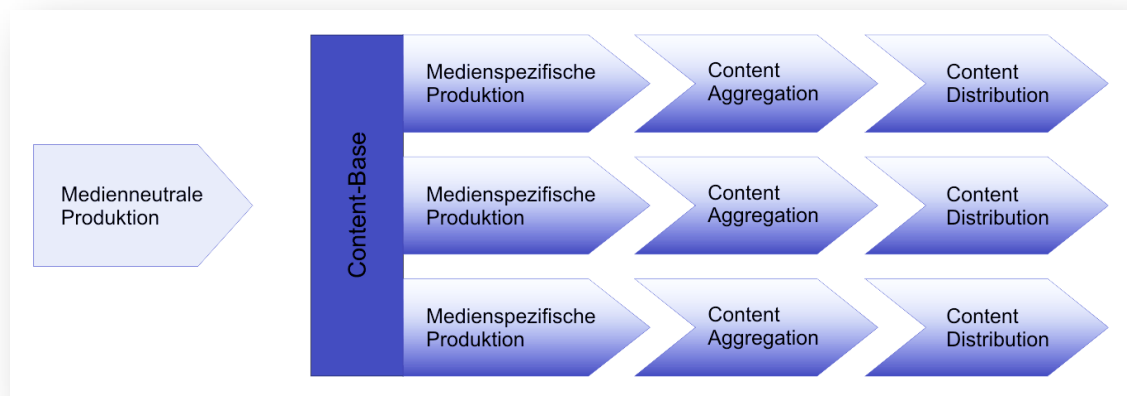 Medienneutrale
Produktion
Content-Base
Medienspezifische
Produktion
Content
Aggregation
Content
Distribution
Medienspezifische
Produktion
Content
Aggregation
Content
Distribution
Medienspezifische
Produktion
Content
Aggregation
Content
Distribution